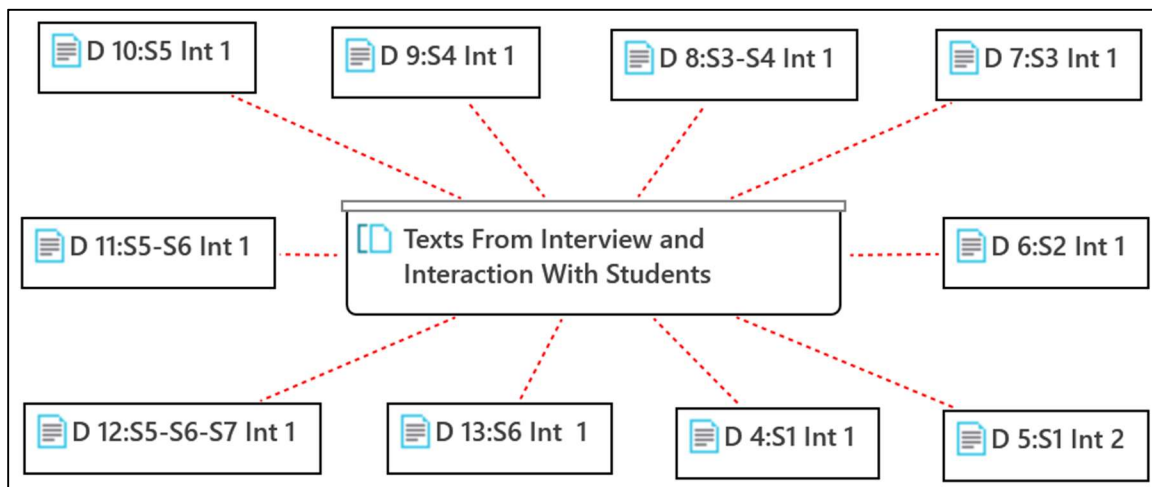 D 10:S5 Int 1
D 9:S4 Int 1
D 8:S3-S4 Int 1
D 7:S3 Int 1
D 11:S5-S6 Int 1
Texts From Interview and
Interaction With Students
D 6:S2 Int 1
D 12:S5-S6-S7 Int 1
D 13:S6 Int  1
D 4:S1 Int 1
D 5:S1 Int 2